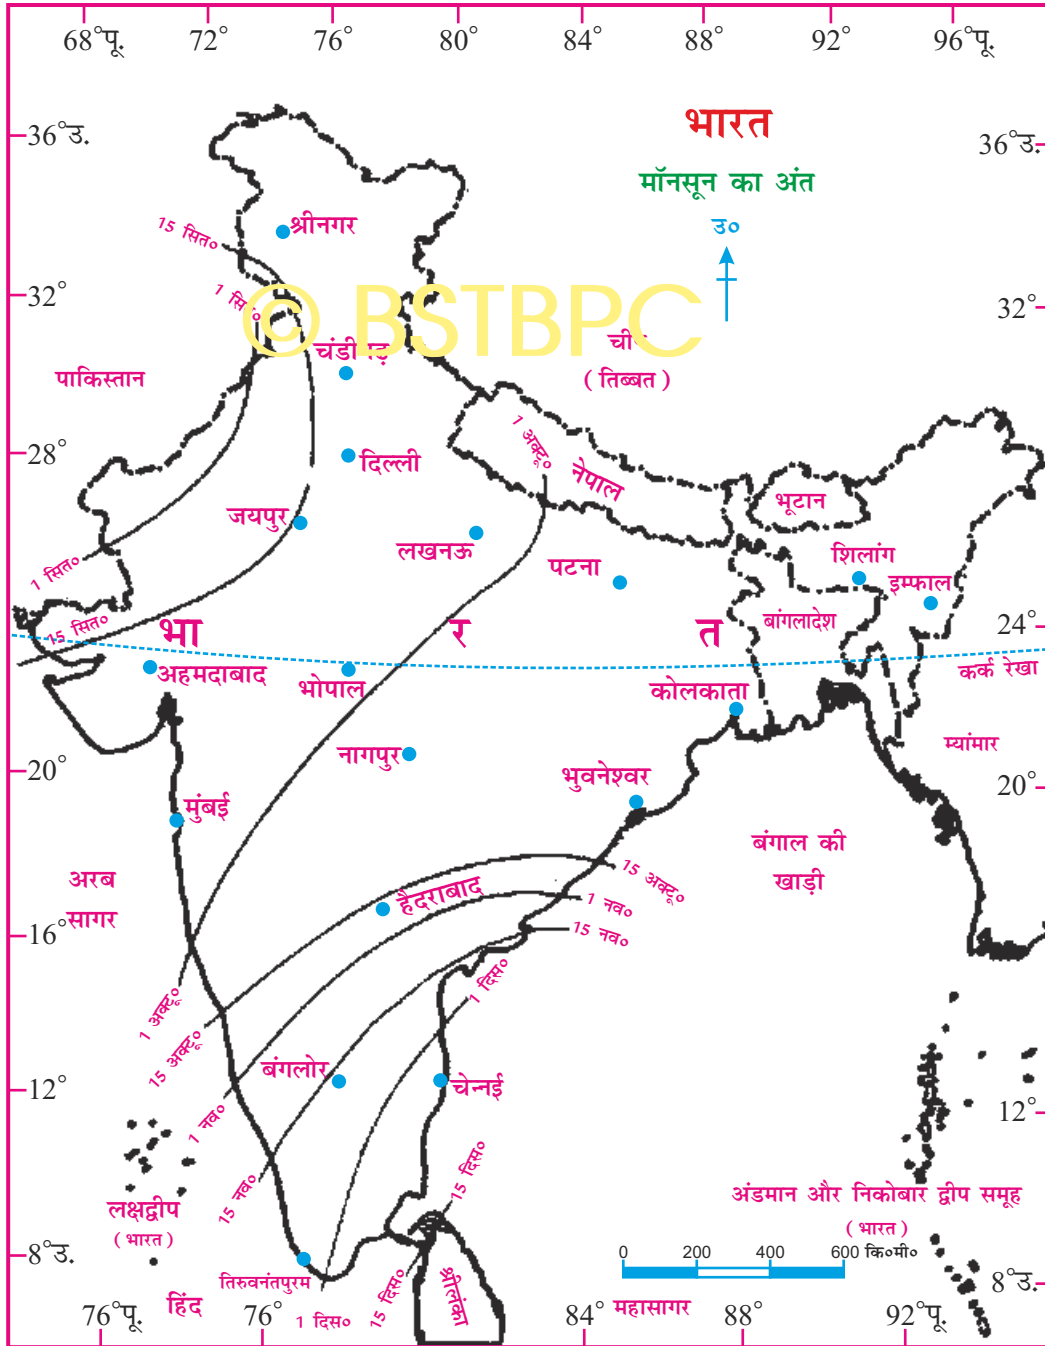 68°पू.
72°
76°
80°
84°
88°
92°
96°पू.
भारत
मॉनसून का अंत
उ०
36°उ.
36°उ.
श्रीनगर
15 सित०
1 सित०
32°
32°
© BSTBPC
चंडीगढ़
पाकिस्तान
( तिब्बत )
28°
दिल्ली
1 अक्टू०
नेपाल
भूटान
जयपुर
लखनऊ
पटना
शिलांग
इम्फाल
1 सित०
15 सित०
बांगलादेश
24°
भा र त
कर्क रेखा
अहमदाबाद
भोपाल
कोलकाता
म्यांमार
नागपुर
भुवनेश्वर
20°
20°
मुंबई
बंगाल की
खाड़ी
अरब
सागर
हैदराबाद
15 अक्टू०
1 नव०
15 नव०
16°
1 दिस०
1 अक्टू०
15 अक्टू०
बंगलोर
चेन्नई
12°
12°
1 नव०
15 नव०
15 दिस०
लक्षद्वीप
( भारत )
अंडमान और निकोबार द्वीप समूह
( भारत )
8°उ.
0 200 400 600 कि०मी०
8°उ.
तिरुवनंतपुरम
1 दिस०
15 दिस०
श्रीलंका
हिंद
महासागर
76°पू.
76°
84°
88°
92°पू.